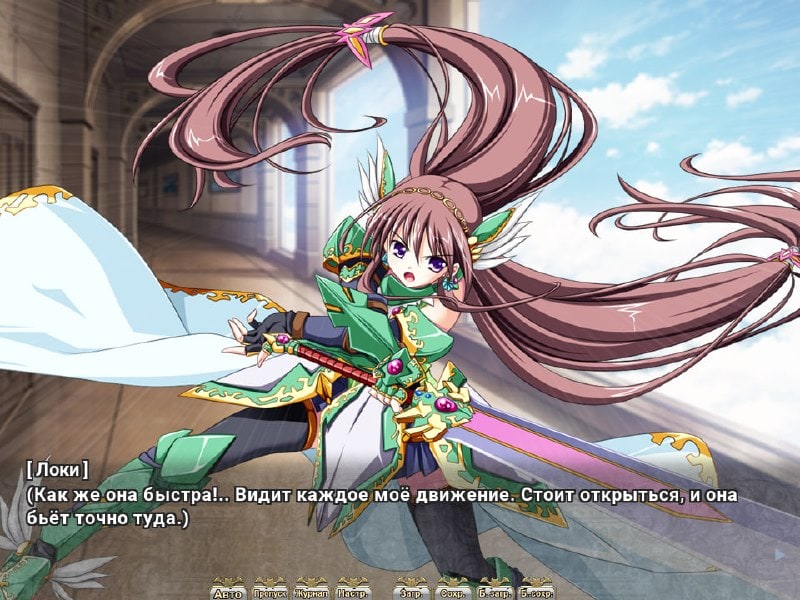 [ Локи ]
(Как же она быстра!.. Видит каждое моё движение. Стоит открыться, и она
бьёт точно туда.)
Авто Пропуск Журнал Настр. Загр. Сохр. Б. загр. Б. сохр.